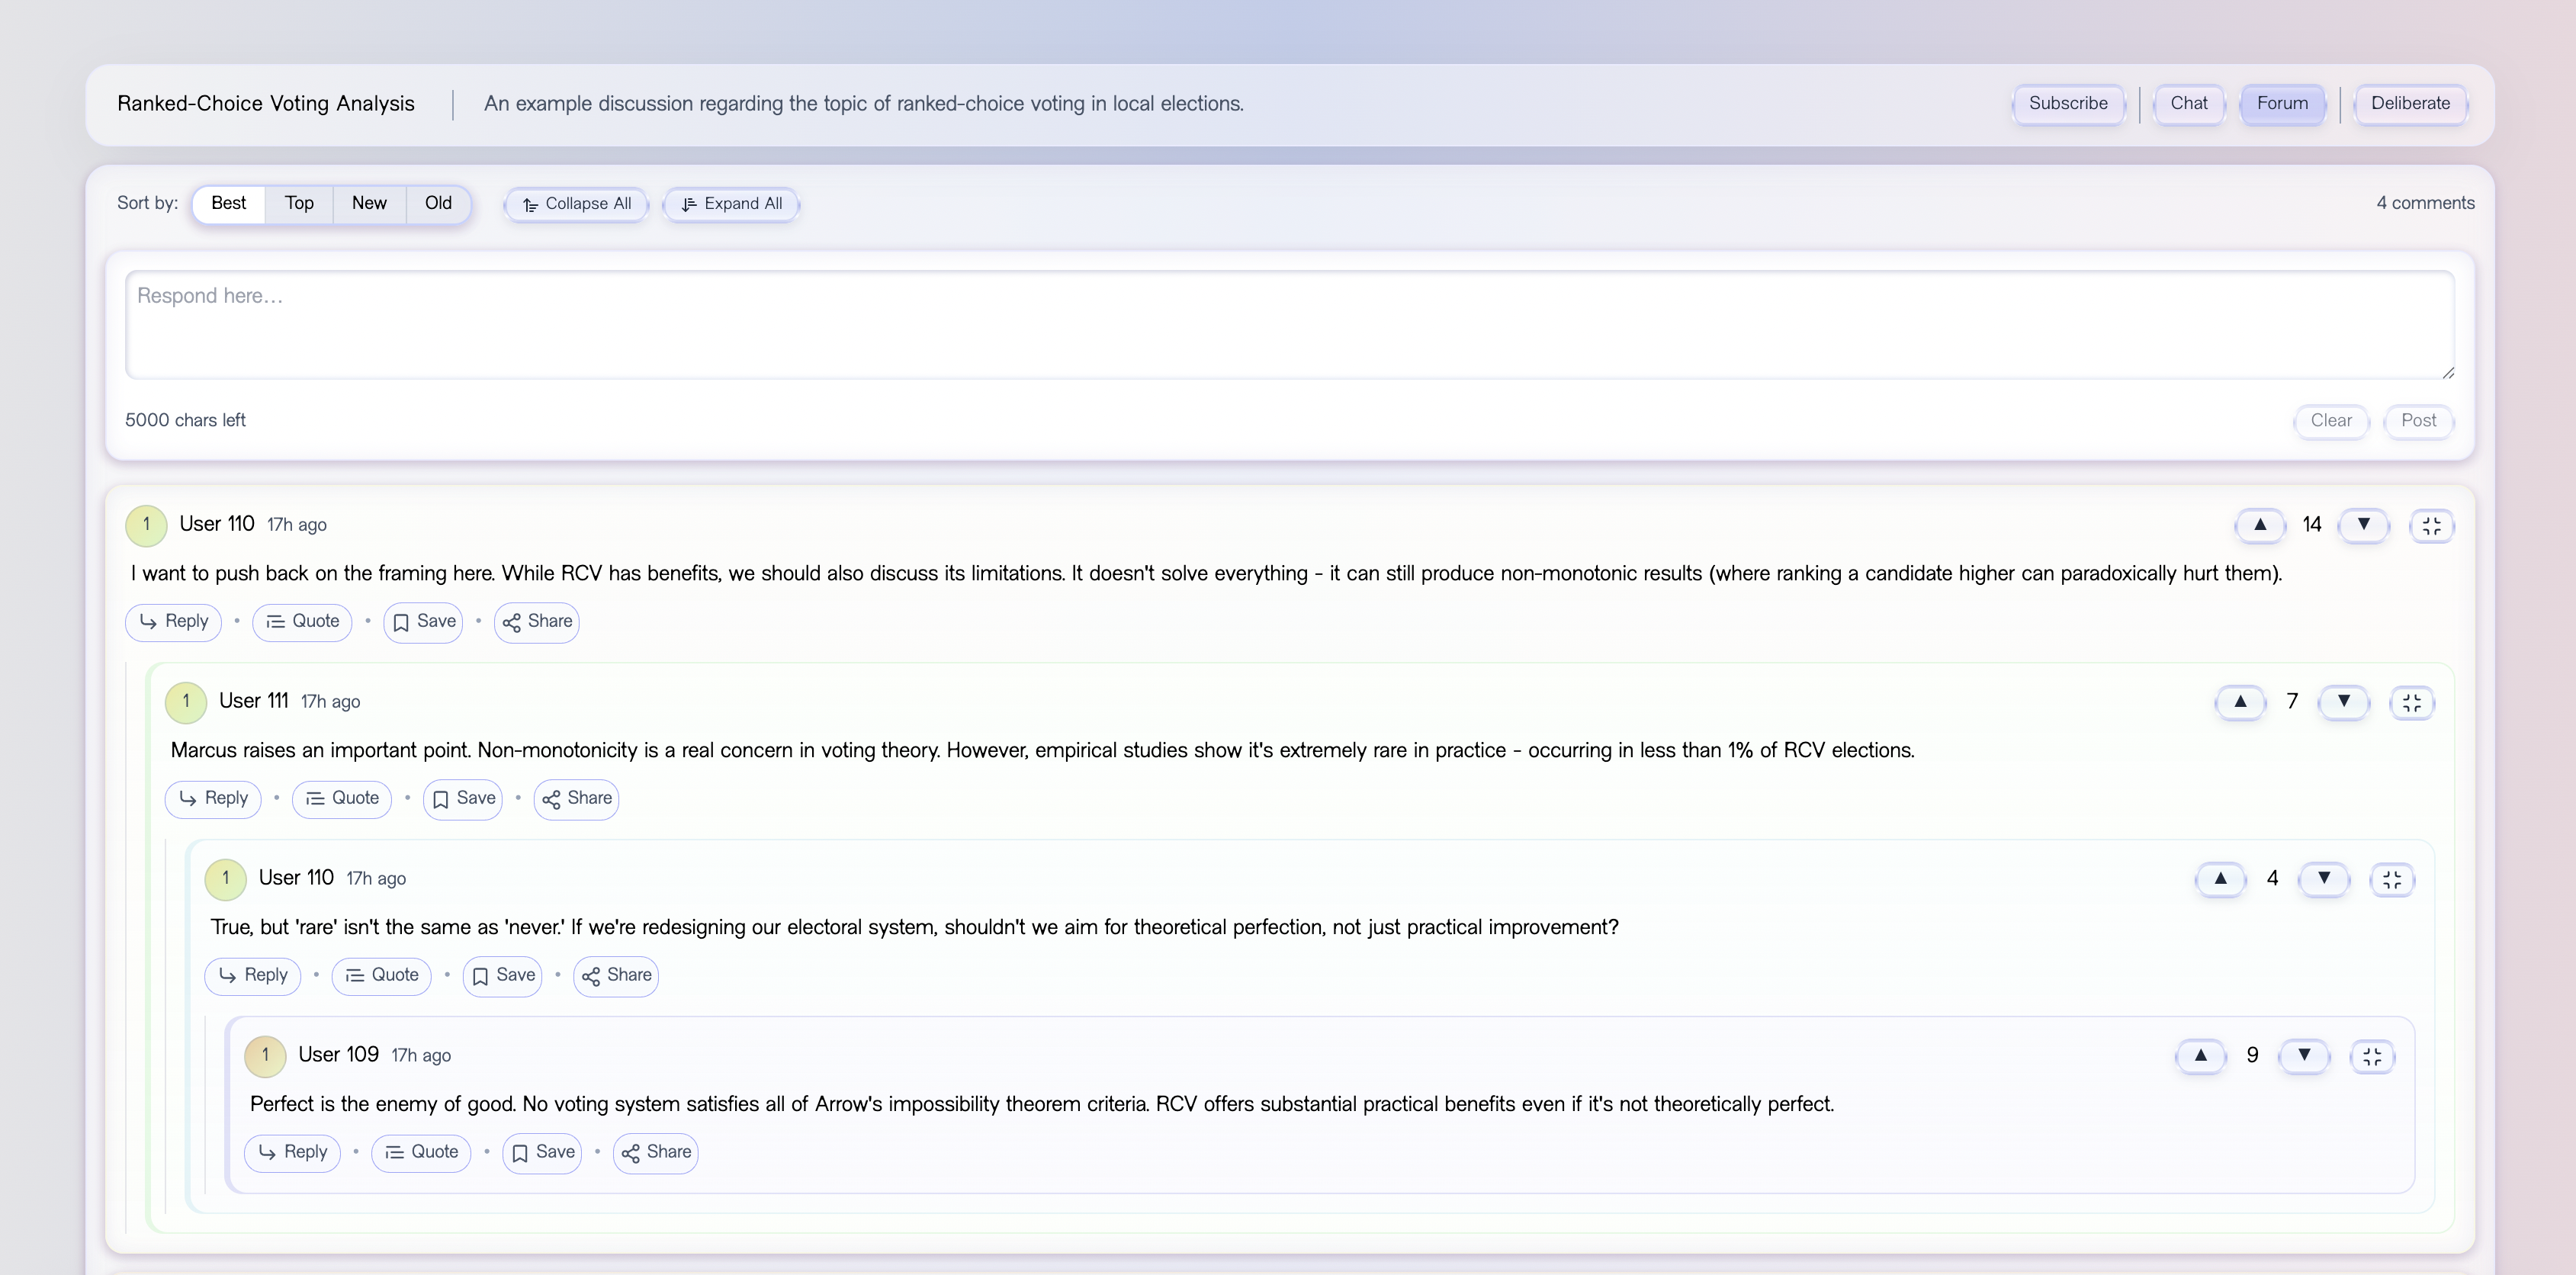 Ranked-Choice Voting Analysis An example discussion regarding the topic of ranked-choice voting in local elections. Subscribe Chat Forum Deliberate
Sort by: Best Top New Old Collapse All Expand All 4 comments
Respond here...
5000 chars left Clear Post
1 User 110 17h ago ▲ 14 ▼
I want to push back on the framing here. While RCV has benefits, we should also discuss its limitations. It doesn't solve everything - it can still produce non-monotonic results (where ranking a candidate higher can paradoxically hurt them).
Reply • Quote • Save • Share
1 User 111 17h ago ▲ 7 ▼
Marcus raises an important point. Non-monotonicity is a real concern in voting theory. However, empirical studies show it's extremely rare in practice - occurring in less than 1% of RCV elections.
Reply • Quote • Save • Share
1 User 110 17h ago ▲ 4 ▼
True, but 'rare' isn't the same as 'never.' If we're redesigning our electoral system, shouldn't we aim for theoretical perfection, not just practical improvement?
Reply • Quote • Save • Share
1 User 109 17h ago ▲ 9 ▼
Perfect is the enemy of good. No voting system satisfies all of Arrow's impossibility theorem criteria. RCV offers substantial practical benefits even if it's not theoretically perfect.
Reply • Quote • Save • Share